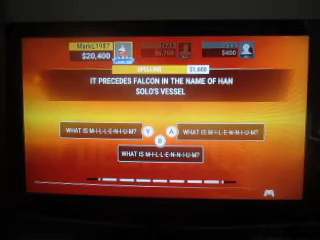 MarkL1987
$20,400
$400
SPELLING
$1,600
IT PRECEDES FALCON IN THE NAME OF HAN
SOLO'S VESSEL
WHAT IS M-I-L-L-E-N-I-U-M?
Y
A
WHAT IS M-I-L-E-N-N-I-U-M?
B
WHAT IS M-I-L-L-E-N-N-I-U-M?